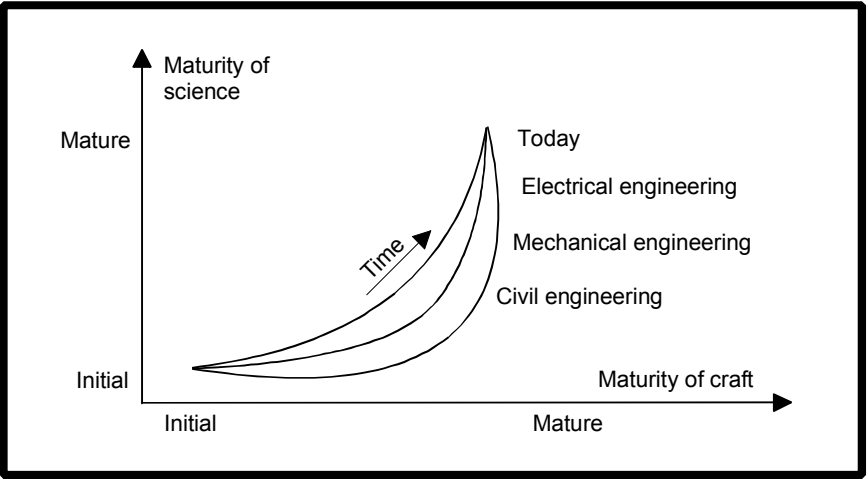 Maturity of
science
Mature
Today
Electrical engineering
Mechanical engineering
Time
Civil engineering
Initial
Maturity of craft
Initial
Mature